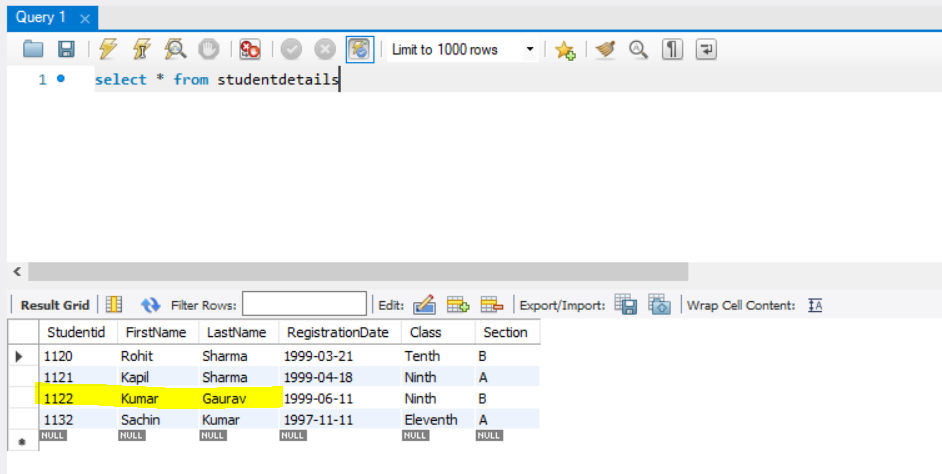 Query 1
Limit to 1000 rows
1 select * from studentdetails
Result Grid Filter Rows: Edit: Export/Import: Wrap Cell Content:
Studentid FirstName LastName RegistrationDate Class Section
1120 Rohit Sharma 1999-03-21 Tenth B
1121 Kapil Sharma 1999-04-18 Ninth A
1122 Kumar Gaurav 1999-06-11 Ninth B
1132 Sachin Kumar 1997-11-11 Eleventh A
NULL NULL NULL NULL NULL NULL